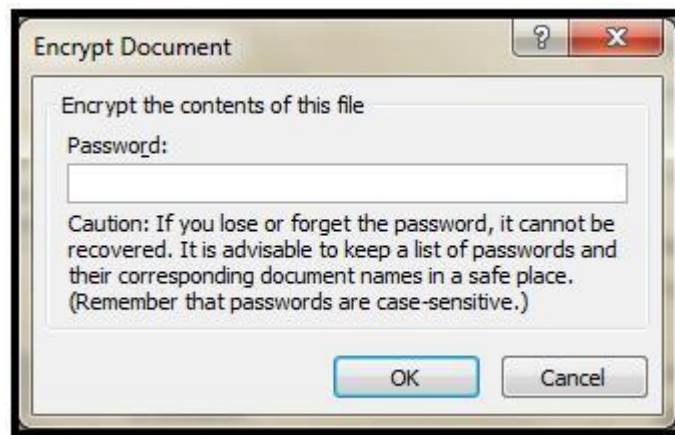 Encrypt Document
Encrypt the contents of this file
Password:
Caution: If you lose or forget the password, it cannot be
recovered. It is advisable to keep a list of passwords and
their corresponding document names in a safe place.
(Remember that passwords are case-sensitive.)
OK
Cancel